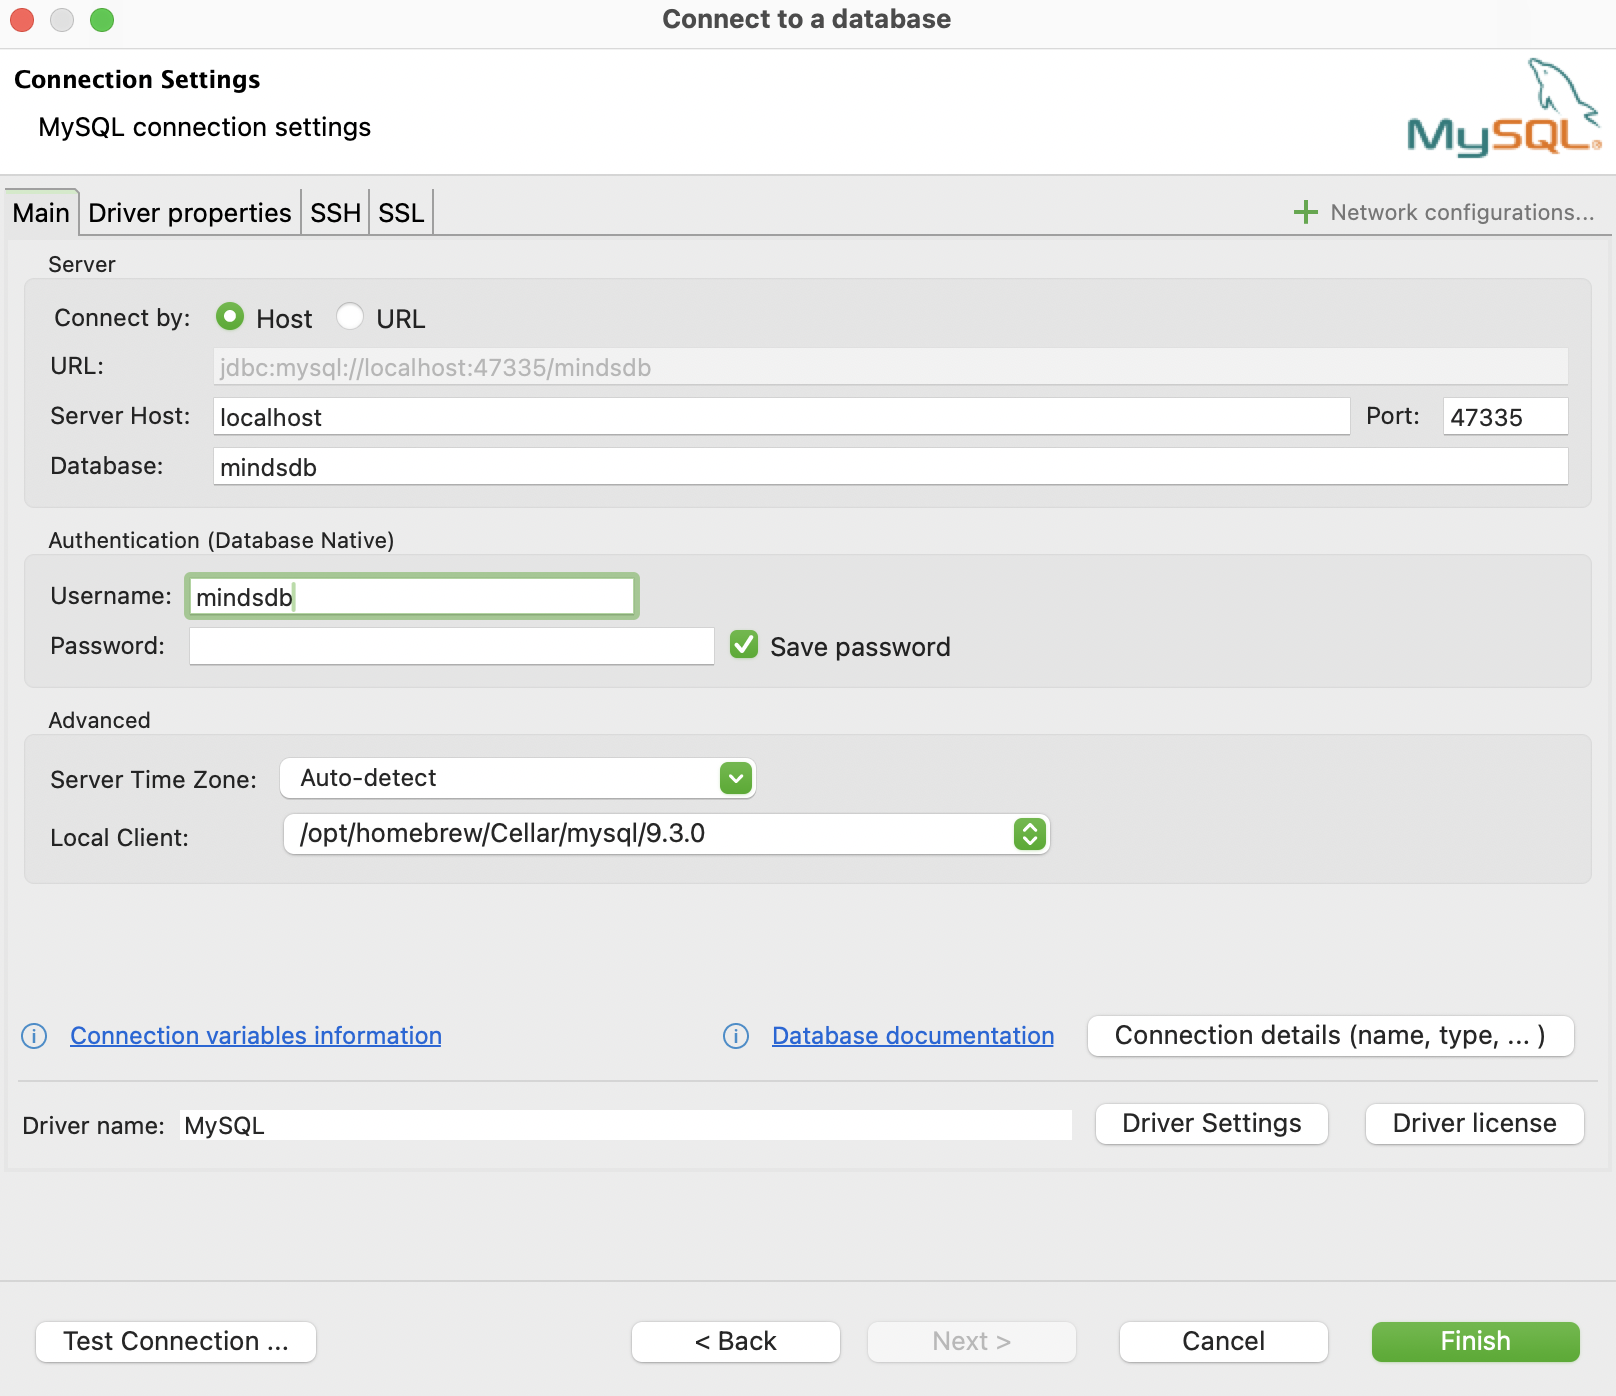 Connect to a database
Connection Settings
MySQL connection settings
MySQL®
Main Driver properties SSH SSL Network configurations...
Server
Connect by: Host URL
URL: jdbc:mysql://localhost:47335/mindsdb
Server Host: localhost Port: 47335
Database: mindsdb
Authentication (Database Native)
Username: mindsdb
Password: Save password
Advanced
Server Time Zone: Auto-detect
Local Client: /opt/homebrew/Cellar/mysql/9.3.0
Connection variables information Database documentation Connection details (name, type, ... )
Driver name: MySQL Driver Settings Driver license
Test Connection ... < Back Next > Cancel Finish